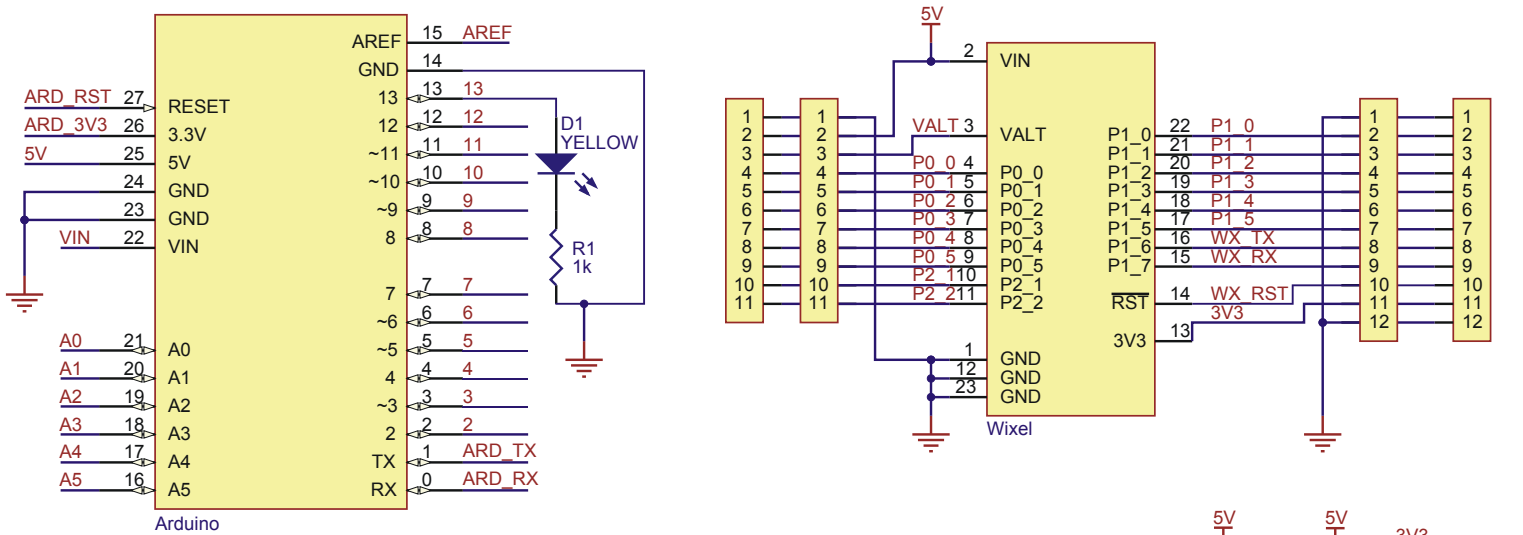 AREF 15 AREF
GND 14
ARD_RST 27 RESET
13 13 13
ARD_3V3 26 3.3V
12 12 12
5V 25 5V
~11 11 11
24 GND
~10 10 10
23 GND
~9 9 9
VIN 22 VIN
8 8 8
D1
YELLOW
R1
1k
7 7 7
~6 6 6
A0 21 A0
~5 5 5
A1 20 A1
4 4 4
A2 19 A2
~3 3 3
A3 18 A3
2 2 2
A4 17 A4
TX 1 ARD_TX
A5 16 A5
RX 0 ARD_RX
Arduino
5V
2 VIN
1 1
2 2
3 3
4 4
5 5
6 6
7 7
8 8
9 9
10 10
11 11
VALT 3 VALT
P0_0 4 P0_0
P0_1 5 P0_1
P0_2 6 P0_2
P0_3 7 P0_3
P0_4 8 P0_4
P0_5 9 P0_5
P2_1 10 P2_1
P2_2 11 P2_2
1 GND
12 GND
23 GND
P1_0 22 P1_0
P1_1 21 P1_1
P1_2 20 P1_2
P1_3 19 P1_3
P1_4 18 P1_4
P1_5 17 P1_5
P1_6 16 WX_TX
P1_7 15 WX_RX
RST 14 WX_RST
3V3 13 3V3
Wixel
1 1
2 2
3 3
4 4
5 5
6 6
7 7
8 8
9 9
10 10
11 11
12 12
5V 5V 3V3